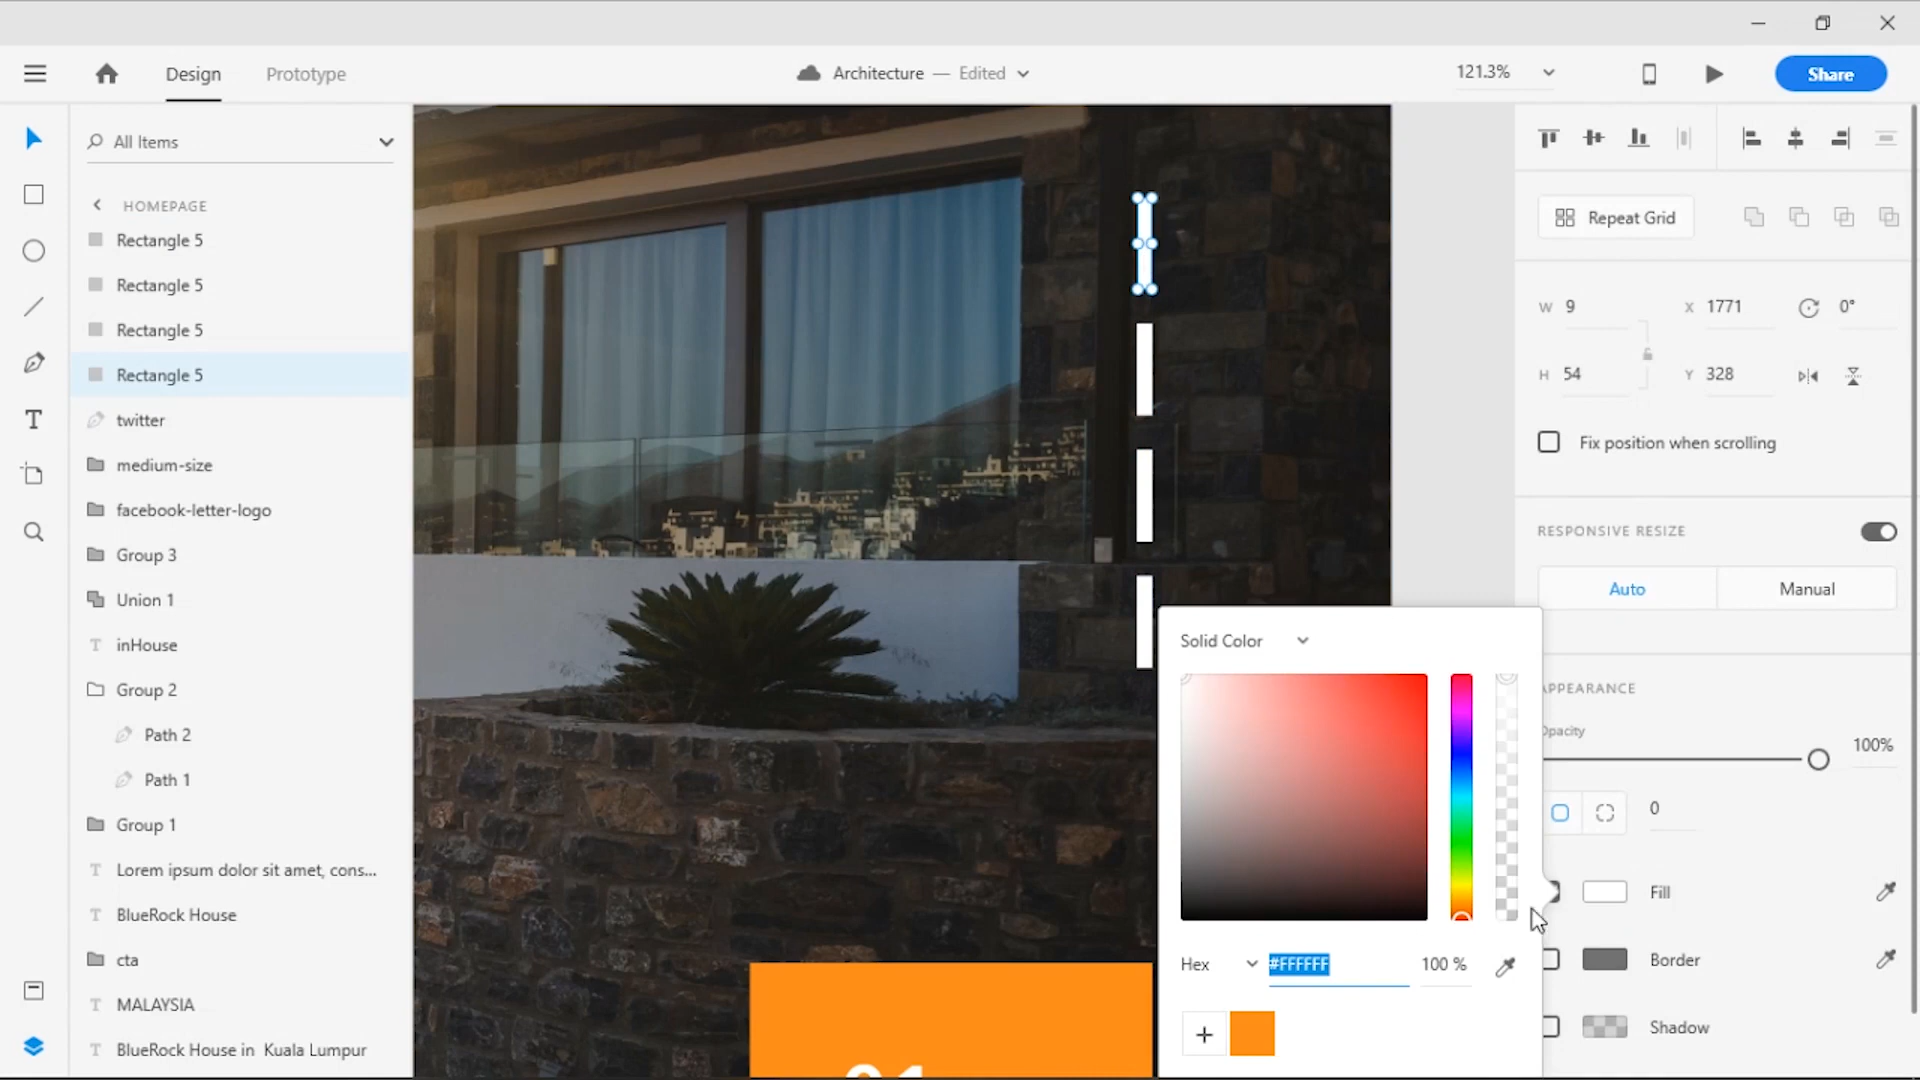 Design
Prototype
Architecture — Edited
121.3%
Share
All Items
HOMEPAGE
Rectangle 5
Rectangle 5
Rectangle 5
Rectangle 5
twitter
medium-size
facebook-letter-logo
Group 3
Union 1
inHouse
Group 2
Path 2
Path 1
Group 1
Lorem ipsum dolor sit amet, cons...
BlueRock House
cta
MALAYSIA
BlueRock House in Kuala Lumpur
Repeat Grid
W 9
X 1771
0°
H 54
Y 328
Fix position when scrolling
RESPONSIVE RESIZE
Auto
Manual
APPEARANCE
Opacity
100%
0
Fill
Border
Shadow
Solid Color
Hex
#FFFFFF
100 %
01